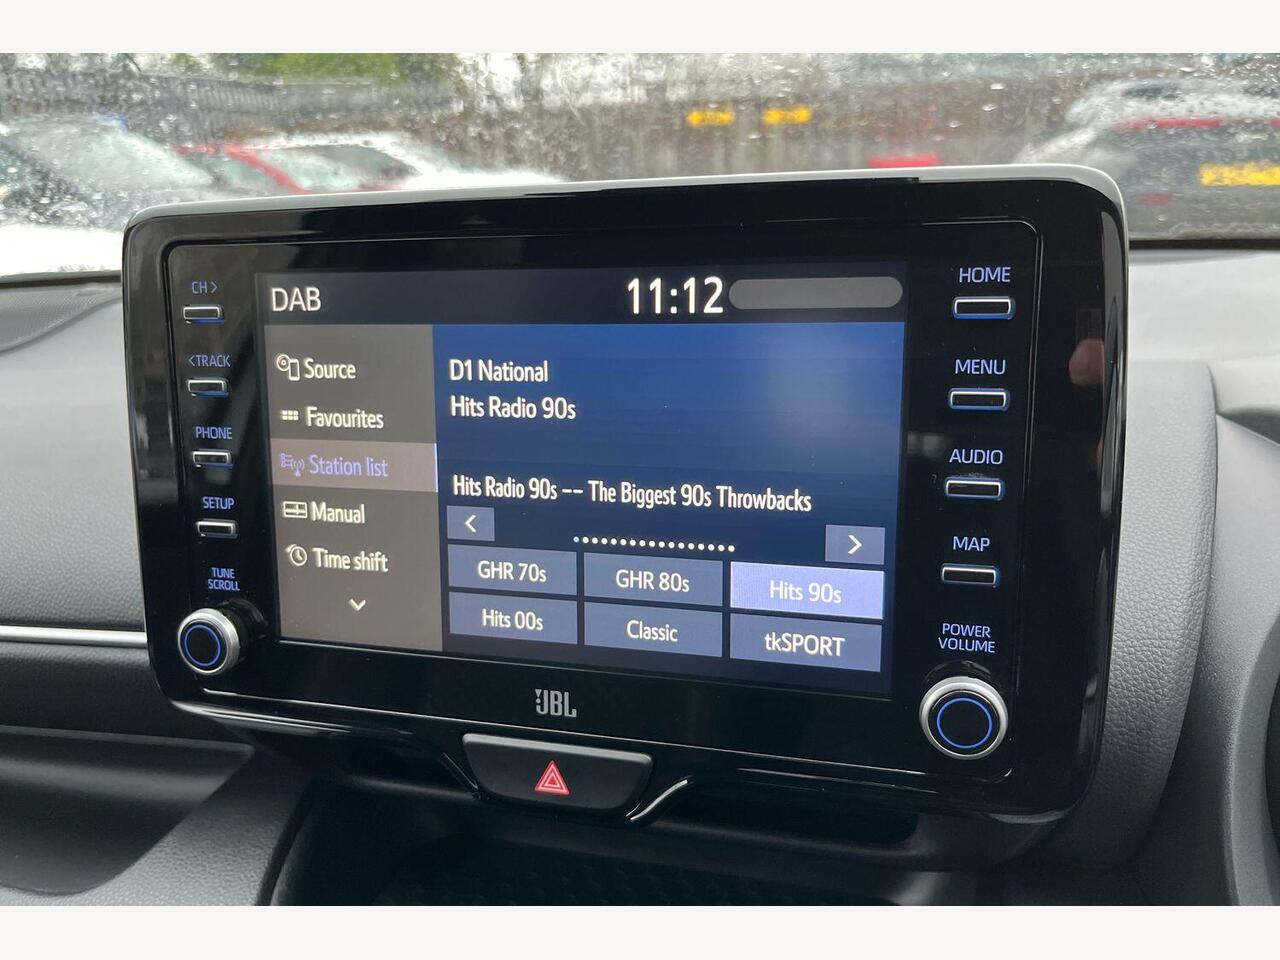 CH >
< TRACK
PHONE
SETUP
TUNE
SCROLL
DAB
11:12
Source
Favourites
Station list
Manual
Time shift
D1 National
Hits Radio 90s
Hits Radio 90s -- The Biggest 90s Throwbacks
<
>
GHR 70s
GHR 80s
Hits 90s
Hits 00s
Classic
tkSPORT
HOME
MENU
AUDIO
MAP
POWER
VOLUME
JBL